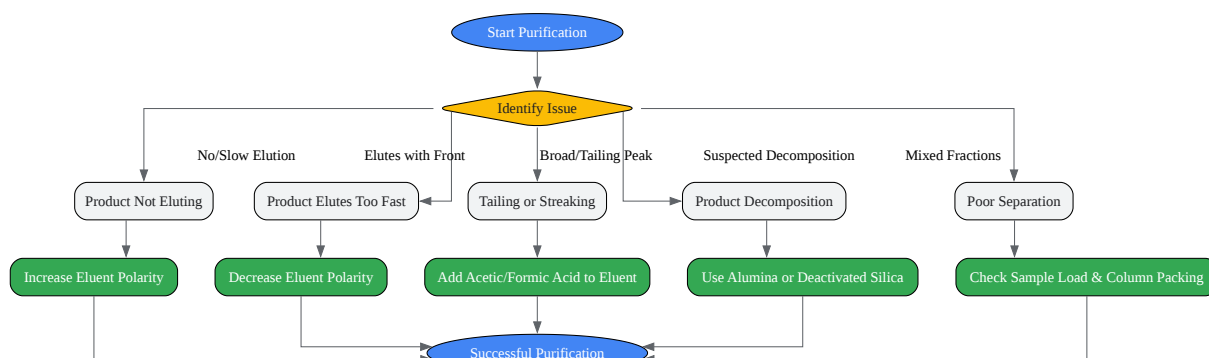 Start Purification
Identify Issue
No/Slow Elution
Elutes with Front
Broad/Tailing Peak
Suspected Decomposition
Mixed Fractions
Product Not Eluting
Product Elutes Too Fast
Tailing or Streaking
Product Decomposition
Poor Separation
Increase Eluent Polarity
Decrease Eluent Polarity
Add Acetic/Formic Acid to Eluent
Use Alumina or Deactivated Silica
Check Sample Load & Column Packing
Successful Purification